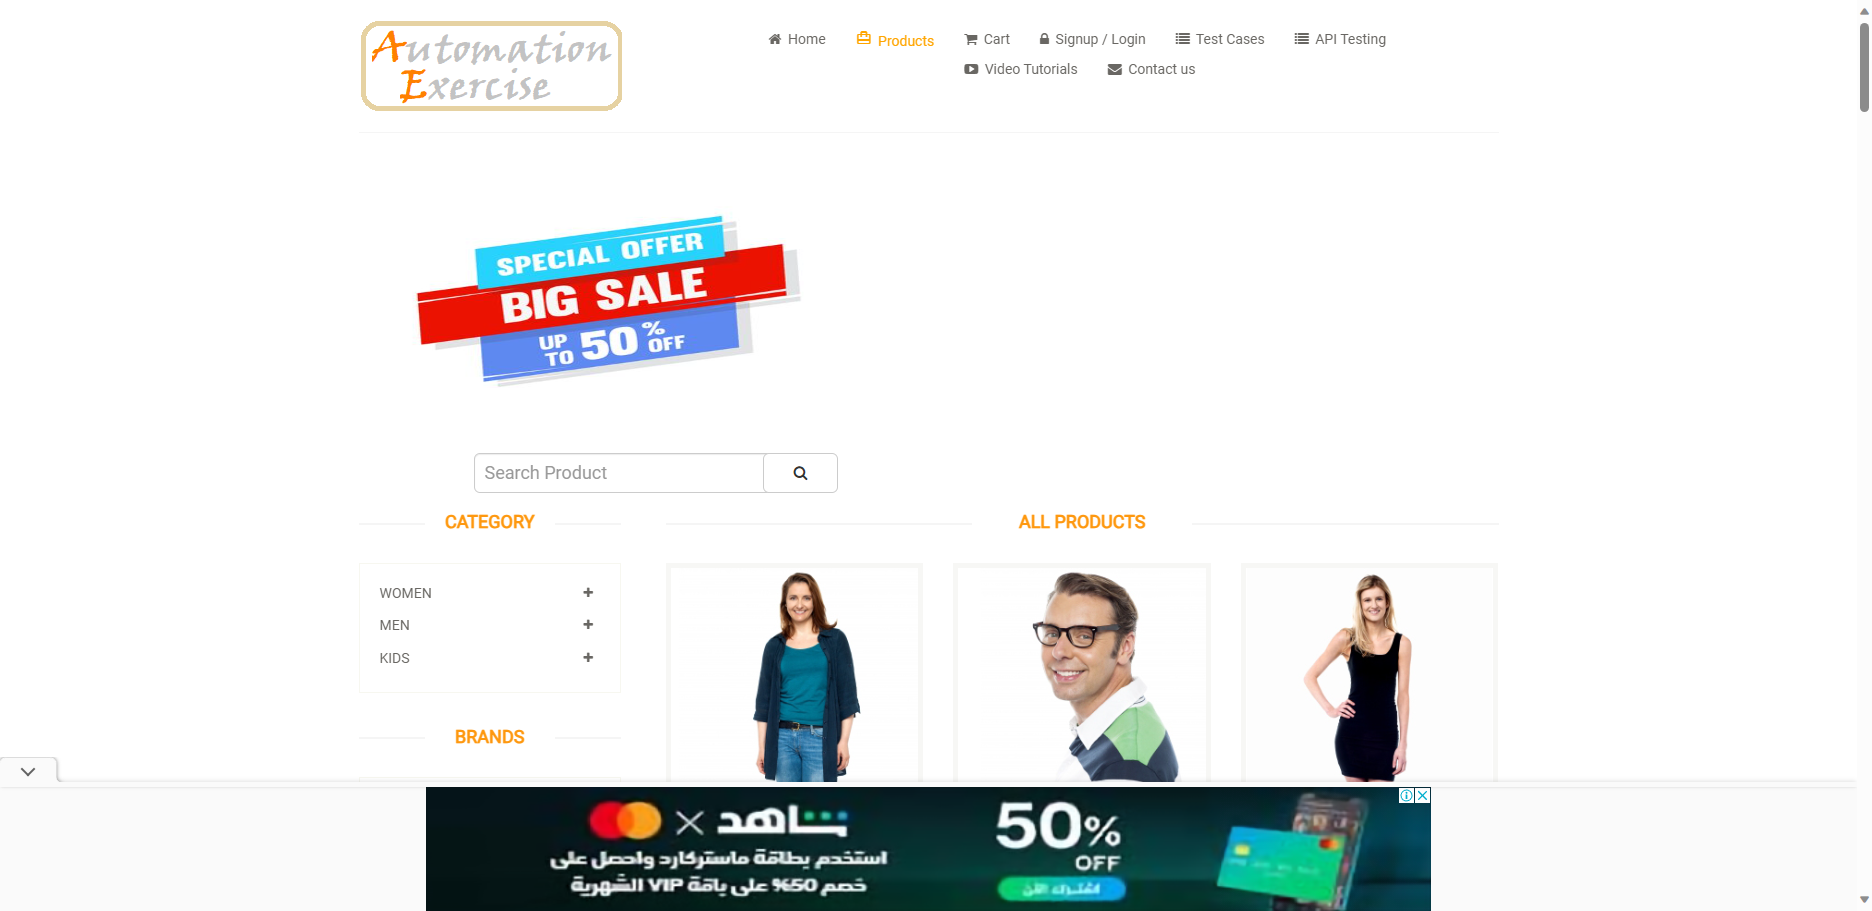 Automation
Exercise
Home
Products
Cart
Signup / Login
Test Cases
API Testing
Video Tutorials
Contact us
SPECIAL OFFER
BIG SALE
UP TO 50% OFF
Search Product
CATEGORY
ALL PRODUCTS
WOMEN
MEN
KIDS
BRANDS
شاهد
استخدم بطاقة ماستركارد واحصل على
خصم 50% على باقة VIP الشهرية
50%
OFF
اشترك الآن